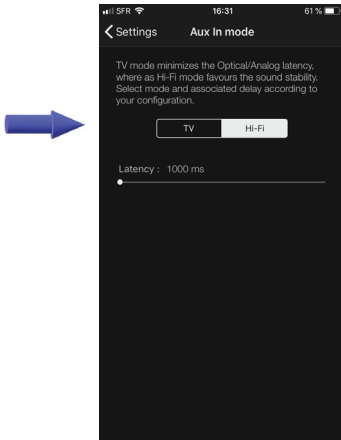 SFR 16:31 61 %
Settings Aux In mode
TV mode minimizes the Optical/Analog latency,
where as Hi-Fi mode favours the sound stability.
Select mode and associated delay according to
your configuration.
TV Hi-Fi
Latency : 1000 ms